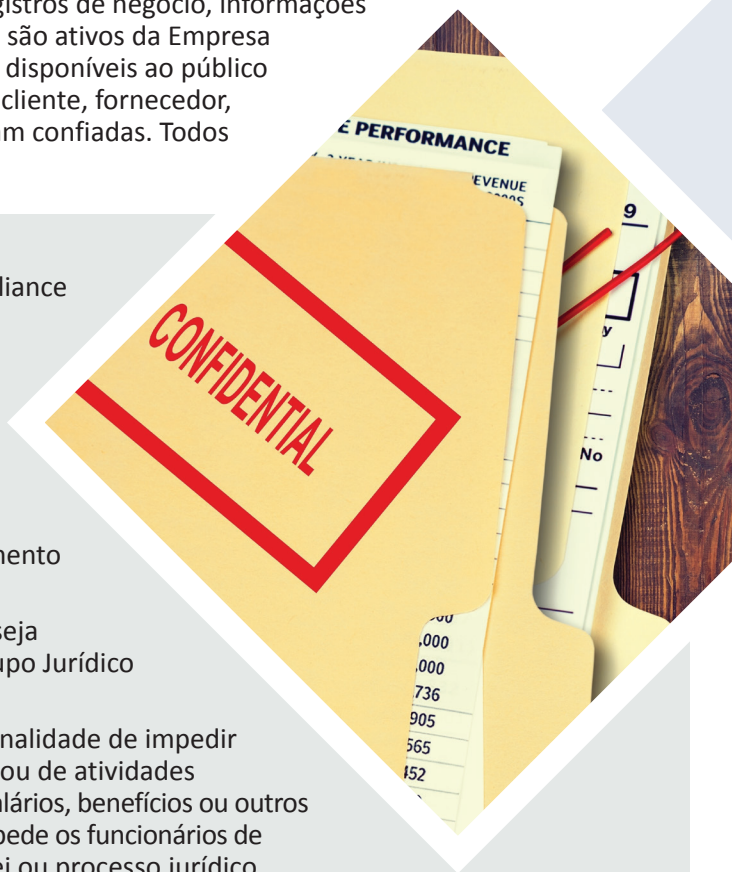 gistros de negócio, informações
são ativos da Empresa
disponíveis ao público
cliente, fornecedor,
am confiadas. Todos
E PERFORMANCE
EVENUE
9
y
No
CONFIDENTIAL
liance
mento
seja
upo Jurídico
,000
,000
736
905
565
452
nalidade de impedir
ou de atividades
alários, benefícios ou outros
pede os funcionários de
ei ou processo jurídico